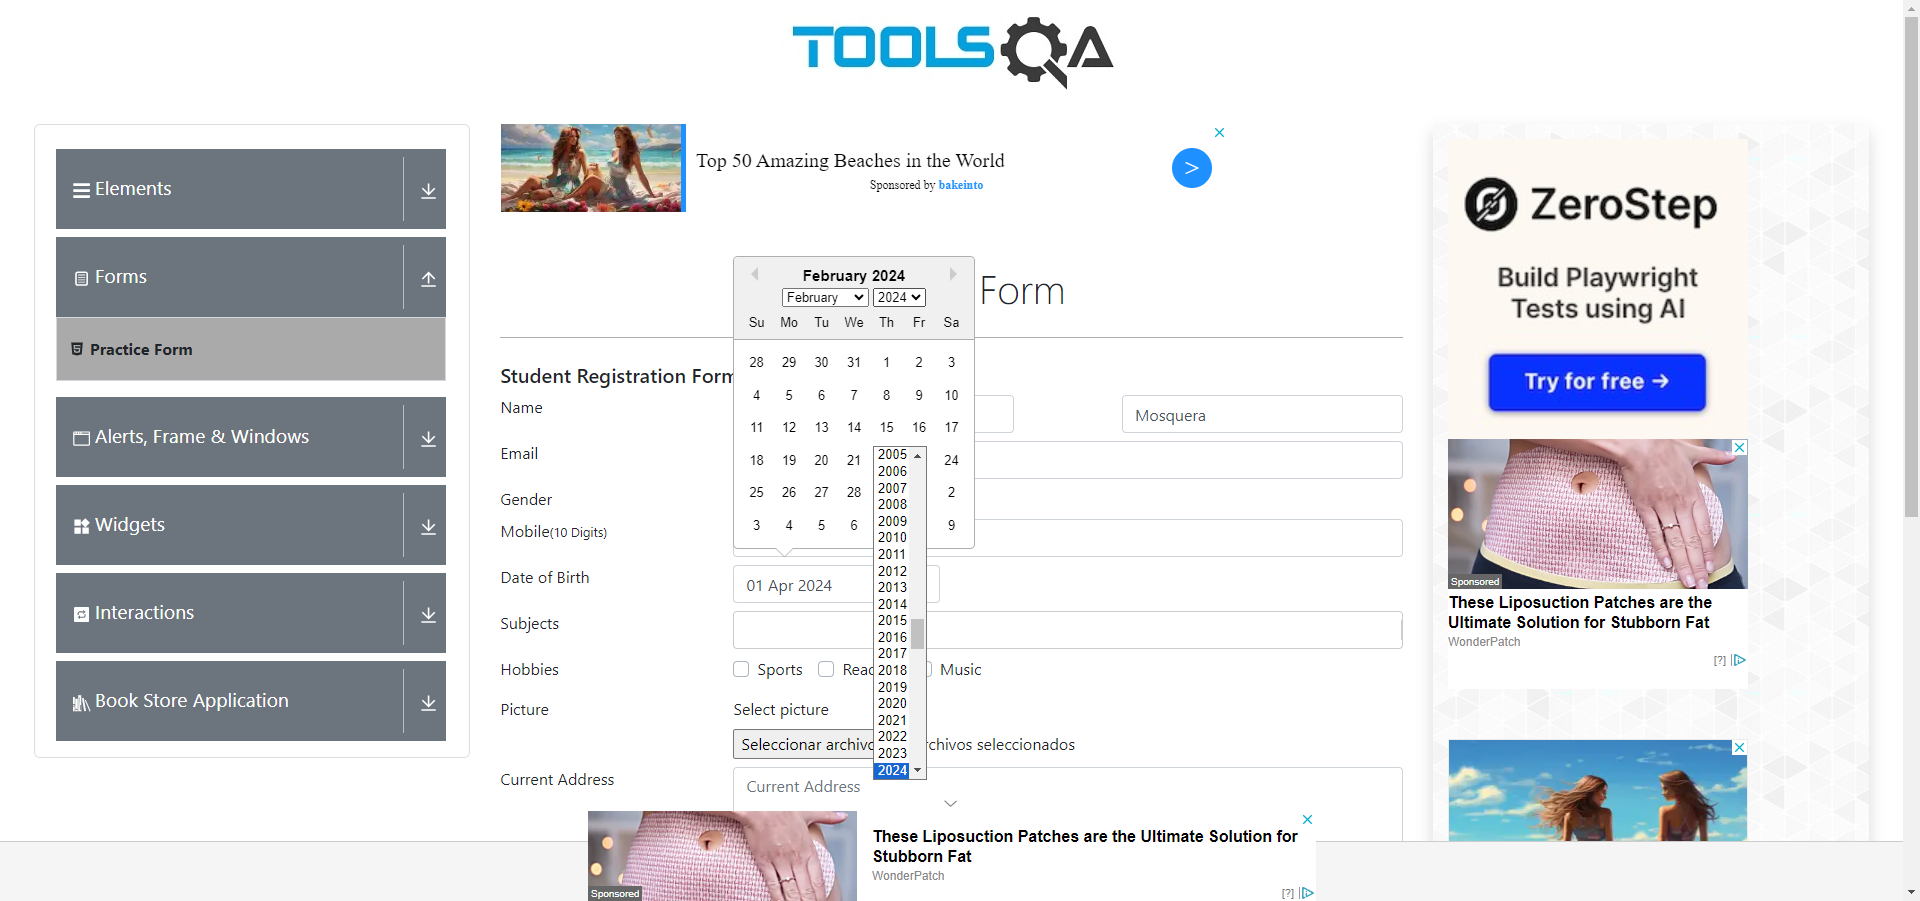 TOOLSQA
Elements
Forms
Practice Form
Alerts, Frame & Windows
Widgets
Interactions
Book Store Application
Top 50 Amazing Beaches in the World
Sponsored by bakeinto
>
Form
February 2024
February 2024
Su Mo Tu We Th Fr Sa
28 29 30 31 1 2 3
4 5 6 7 8 9 10
11 12 13 14 15 16 17
18 19 20 21 24
25 26 27 28 2
3 4 5 6 9
2005
2006
2007
2008
2009
2010
2011
2012
2013
2014
2015
2016
2017
2018
2019
2020
2021
2022
2023
2024
Student Registration Form
Name
Mosquera
Email
Gender
Mobile(10 Digits)
Date of Birth
01 Apr 2024
Subjects
Hobbies
Sports
Music
Picture
Select picture
Seleccionar archivo
seleccionados
Current Address
Current Address
ZeroStep
Build Playwright
Tests using AI
Try for free →
Sponsored
These Liposuction Patches are the
Ultimate Solution for Stubborn Fat
WonderPatch
[?]
These Liposuction Patches are the Ultimate Solution for
Stubborn Fat
WonderPatch
Sponsored
[?]